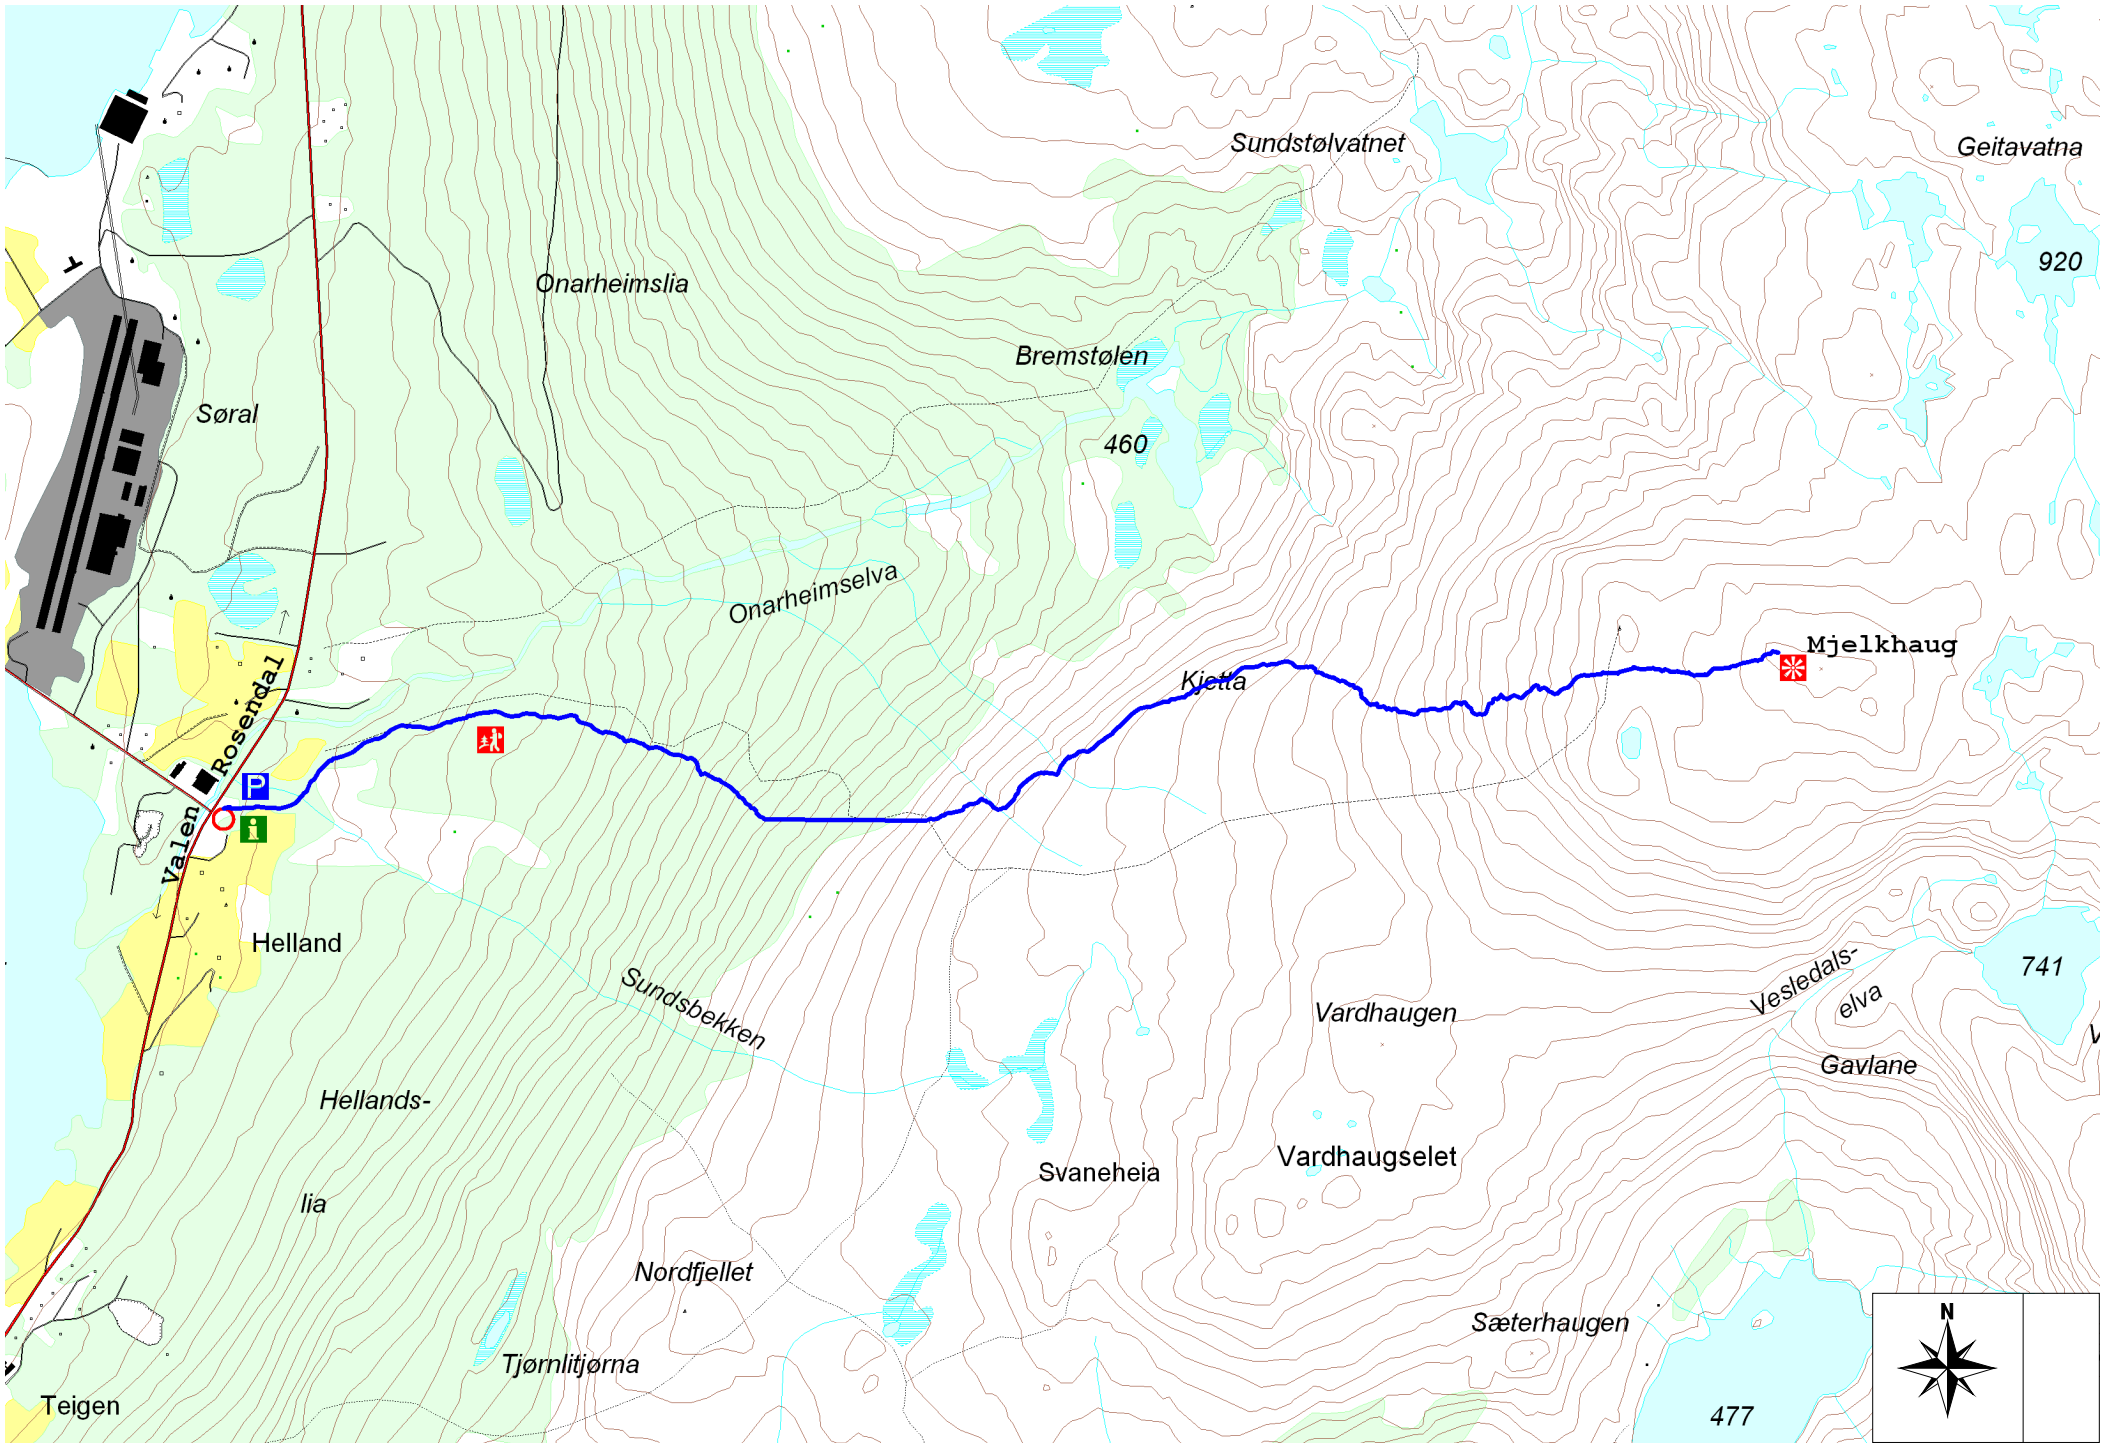 Sundstølvatnet
Geitavatna
920
Onarheimslia
Bremstølen
Søral
460
Onarheimselva
Mjelkhaug
Kjetta
Rosendal
P
i
Valen
Helland
Sundsbekken
Vesledals-
elva
741
V
Vardhaugen
Gavlane
Hellands-
lia
Svaneheia
Vardhaugselet
Nordfjellet
Sæterhaugen
Tjørnlitjørna
Teigen
477
N